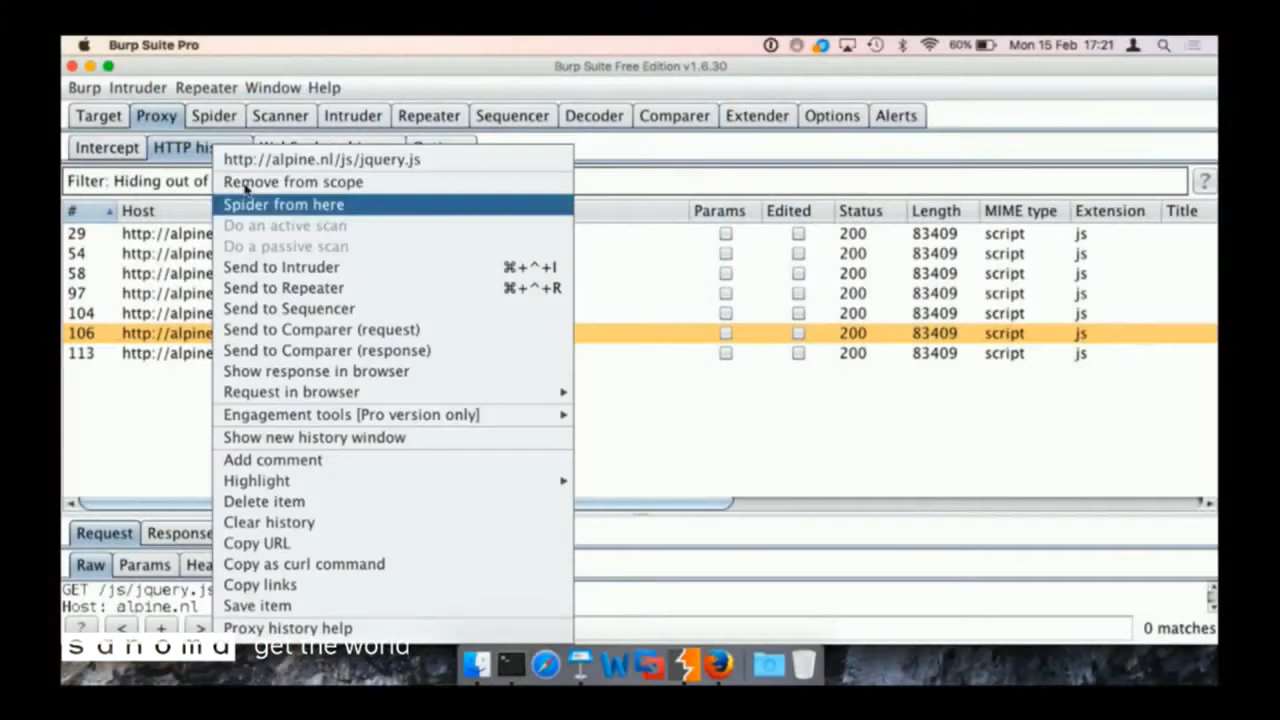 Burp Suite Pro 60% Mon 15 Feb 17:21
Burp Suite Free Edition v1.6.30
Burp Intruder Repeater Window Help
Target Proxy Spider Scanner Intruder Repeater Sequencer Decoder Comparer Extender Options Alerts
Intercept HTTP his
http://alpine.nl/js/jquery.js
Filter: Hiding out of ?
Remove from scope
Spider from here
# Host Params Edited Status Length MIME type Extension Title
29 http://alpine 200 83409 script js
54 http://alpine 200 83409 script js
58 http://alpine 200 83409 script js
97 http://alpine 200 83409 script js
104 http://alpine 200 83409 script js
106 http://alpine 200 83409 script js
113 http://alpine 200 83409 script js
Do an active scan
Do a passive scan
Send to Intruder ⌘+^+I
Send to Repeater ⌘+^+R
Send to Sequencer
Send to Comparer (request)
Send to Comparer (response)
Show response in browser
Request in browser
Engagement tools [Pro version only]
Show new history window
Add comment
Highlight
Delete item
Clear history
Copy URL
Copy as curl command
Copy links
Save item
Proxy history help
Request Response
Raw Params Hea
GET /js/jquery.js
Host: alpine.nl
? < + > 0 matches
sanoma get the world